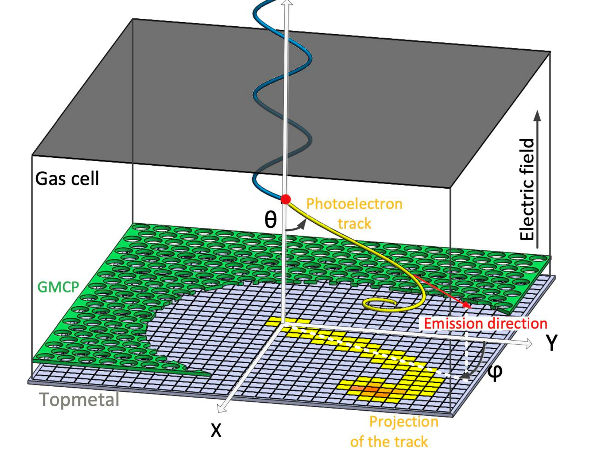 Gas cell
Electric field
Photoelectron
track
θ
GMCP
Emission direction
Y
φ
Topmetal
X
Projection
of the track